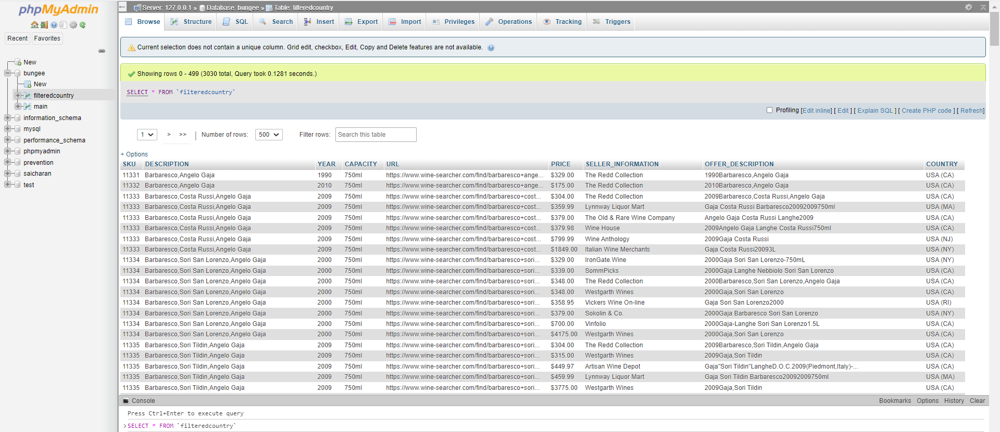 phpMyAdmin
Recent Favorites
New
bungee
New
filteredcountry
main
information_schema
mysql
performance_schema
phpmyadmin
prevention
saicharan
test
Server: 127.0.0.1 » Database: bungee » Table: filteredcountry
Browse Structure SQL Search Insert Export Import Privileges Operations Tracking Triggers
Current selection does not contain a unique column. Grid edit, checkbox, Edit, Copy and Delete features are not available.
Showing rows 0 - 499 (3030 total, Query took 0.1281 seconds.)
SELECT * FROM `filteredcountry`
Profiling [Edit inline] [ Edit ] [ Explain SQL ] [ Create PHP code ] [ Refresh]
1 > >> | Number of rows: 500 Filter rows: Search this table
+ Options
SKU DESCRIPTION YEAR CAPACITY URL PRICE SELLER_INFORMATION OFFER_DESCRIPTION COUNTRY
11331 Barbaresco,Angelo Gaja 1990 750ml https://www.wine-searcher.com/find/barbaresco+ange... $329.00 The Redd Collection 1990Barbaresco,Angelo Gaja USA (CA)
11332 Barbaresco,Angelo Gaja 2010 750ml https://www.wine-searcher.com/find/barbaresco+ange... $175.00 The Redd Collection 2010Barbaresco,Angelo Gaja USA (CA)
11333 Barbaresco,Costa Russi,Angelo Gaja 2009 750ml https://www.wine-searcher.com/find/barbaresco+cost... $304.00 The Redd Collection 2009Barbaresco,Costa Russi,Angelo Gaja USA (CA)
11333 Barbaresco,Costa Russi,Angelo Gaja 2009 750ml https://www.wine-searcher.com/find/barbaresco+cost... $359.99 Lynnway Liquor Mart Gaja Costa Russi Barbaresco20092009750ml USA (MA)
11333 Barbaresco,Costa Russi,Angelo Gaja 2009 750ml https://www.wine-searcher.com/find/barbaresco+cost... $379.00 The Old & Rare Wine Company Angelo Gaja Costa Russi Langhe2009 USA (CA)
11333 Barbaresco,Costa Russi,Angelo Gaja 2009 750ml https://www.wine-searcher.com/find/barbaresco+cost... $379.98 Wine House 2009Angelo Gaja Langhe Costa Russi750ml USA (CA)
11333 Barbaresco,Costa Russi,Angelo Gaja 2009 750ml https://www.wine-searcher.com/find/barbaresco+cost... $799.99 Wine Anthology 2009Gaja Costa Russi USA (NJ)
11333 Barbaresco,Costa Russi,Angelo Gaja 2009 750ml https://www.wine-searcher.com/find/barbaresco+cost... $1849.00 Italian Wine Merchants Gaja Costa Russi20093L USA (NY)
11334 Barbaresco,Sori San Lorenzo,Angelo Gaja 2000 750ml https://www.wine-searcher.com/find/barbaresco+sori... $329.00 IronGate.Wine 2000Gaja Sori San Lorenzo-750mL USA (NY)
11334 Barbaresco,Sori San Lorenzo,Angelo Gaja 2000 750ml https://www.wine-searcher.com/find/barbaresco+sori... $339.00 SommPicks 2000Gaja Langhe Nebbiolo Sori San Lorenzo USA (CA)
11334 Barbaresco,Sori San Lorenzo,Angelo Gaja 2000 750ml https://www.wine-searcher.com/find/barbaresco+sori... $348.00 The Redd Collection 2000Barbaresco,Sori San Lorenzo,Angelo Gaja USA (CA)
11334 Barbaresco,Sori San Lorenzo,Angelo Gaja 2000 750ml https://www.wine-searcher.com/find/barbaresco+sori... $348.00 Westgarth Wines 2000Gaja,Sori San Lorenzo USA (CA)
11334 Barbaresco,Sori San Lorenzo,Angelo Gaja 2000 750ml https://www.wine-searcher.com/find/barbaresco+sori... $358.95 Vickers Wine On-line Gaja Sori San Lorenzo2000 USA (RI)
11334 Barbaresco,Sori San Lorenzo,Angelo Gaja 2000 750ml https://www.wine-searcher.com/find/barbaresco+sori... $379.00 Sokolin & Co. 2000Gaja Barbaresco Sori San Lorenzo USA (NY)
11334 Barbaresco,Sori San Lorenzo,Angelo Gaja 2000 750ml https://www.wine-searcher.com/find/barbaresco+sori... $700.00 Vinfolio 2000Gaja-Langhe Sori San Lorenzo1.5L USA (CA)
11334 Barbaresco,Sori San Lorenzo,Angelo Gaja 2000 750ml https://www.wine-searcher.com/find/barbaresco+sori... $4175.00 Westgarth Wines 2000Gaja,Sori San Lorenzo USA (CA)
11335 Barbaresco,Sori Tildin,Angelo Gaja 2009 750ml https://www.wine-searcher.com/find/barbaresco+sori... $304.00 The Redd Collection 2009Barbaresco,Sori Tildin,Angelo Gaja USA (CA)
11335 Barbaresco,Sori Tildin,Angelo Gaja 2009 750ml https://www.wine-searcher.com/find/barbaresco+sori... $315.00 Westgarth Wines 2009Gaja,Sori Tildin USA (CA)
11335 Barbaresco,Sori Tildin,Angelo Gaja 2009 750ml https://www.wine-searcher.com/find/barbaresco+sori... $449.97 Artisan Wine Depot Gaja"Sori Tildin"LangheD.O.C.2009(Piedmont,Italy)-... USA (CA)
11335 Barbaresco,Sori Tildin,Angelo Gaja 2009 750ml https://www.wine-searcher.com/find/barbaresco+sori... $459.99 Lynnway Liquor Mart Gaja Sori Tildin Barbaresco20092009750ml USA (MA)
11335 Barbaresco,Sori Tildin,Angelo Gaja 2009 750ml https://www.wine-searcher.com/find/barbaresco+sori... $3775.00 Westgarth Wines 2009Gaja,Sori Tildin USA (CA)
Console Bookmarks Options History Clear
Press Ctrl+Enter to execute query
>SELECT * FROM `filteredcountry`